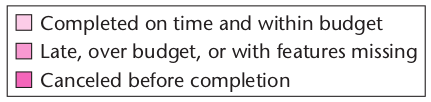 Completed on time and within budget
Late, over budget, or with features missing
Canceled before completion